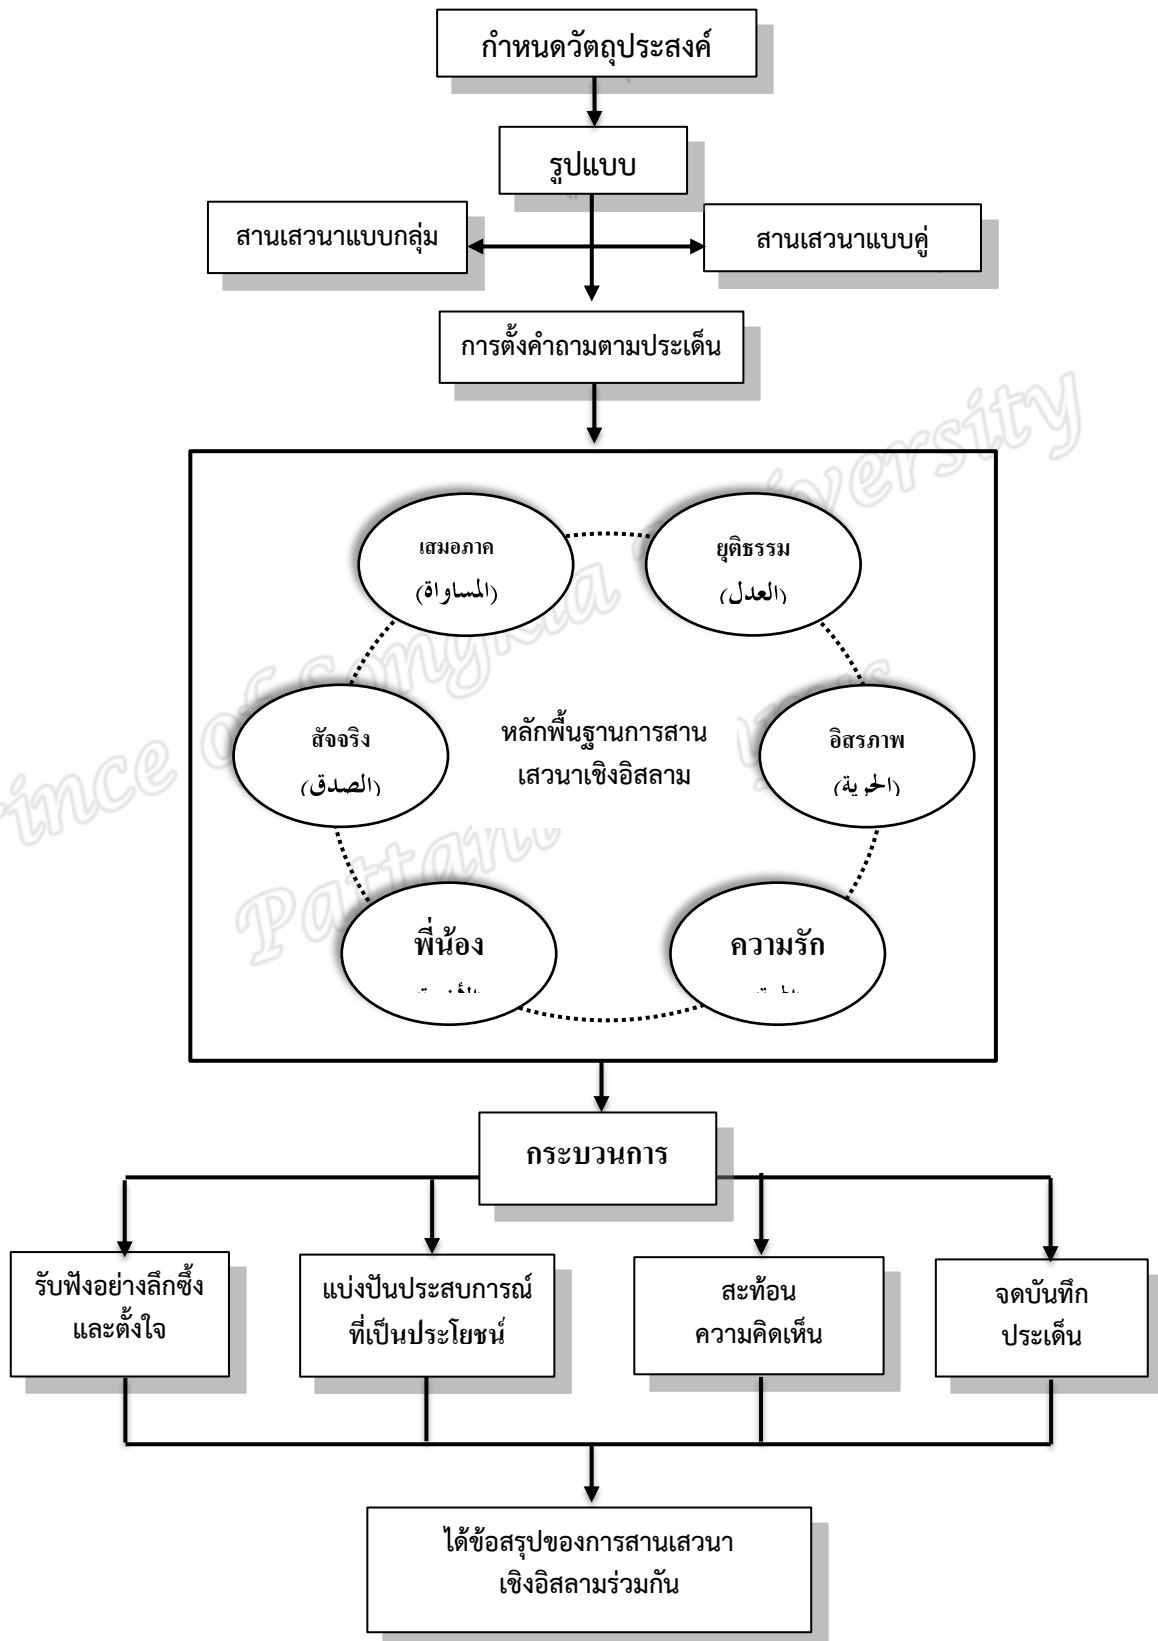 กำหนดวัตถุประสงค์
รูปแบบ
สานเสวนาแบบกลุ่ม
สานเสวนาแบบคู่
การตั้งคำถามตามประเด็น
เสมอภาค
(المساواة)
ยุติธรรม
(العدل)
สัจจริง
(الصدق)
หลักพื้นฐานการสาน
เสวนาเชิงอิสลาม
อิสรภาพ
(الحرية)
พี่น้อง
ความรัก
กระบวนการ
รับฟังอย่างลึกซึ้ง
และตั้งใจ
แบ่งปันประสบการณ์
ที่เป็นประโยชน์
สะท้อน
ความคิดเห็น
จดบันทึก
ประเด็น
ได้ข้อสรุปของการสานเสวนา
เชิงอิสลามร่วมกัน
Prince of Songkla University
Pattani